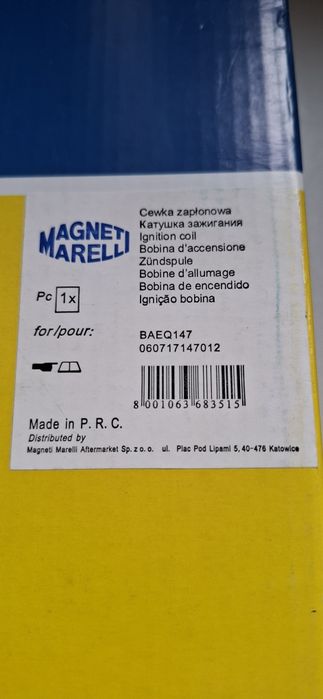 MAGNETI
MARELLI
Cewka zapłonowa
Катушка зажигания
Ignition coil
Bobina d'accensione
Zündspule
Bobine d'allumage
Bobina de encendido
Ignição bobina
Pc 1x
for/pour:
BAEQ147
060717147012
8 001063 683515
Made in P. R. C.
Distributed by
Magneti Marelli Aftermarket Sp. z o. o. ul. Plac Pod Lipami 5, 40-476 Katowice